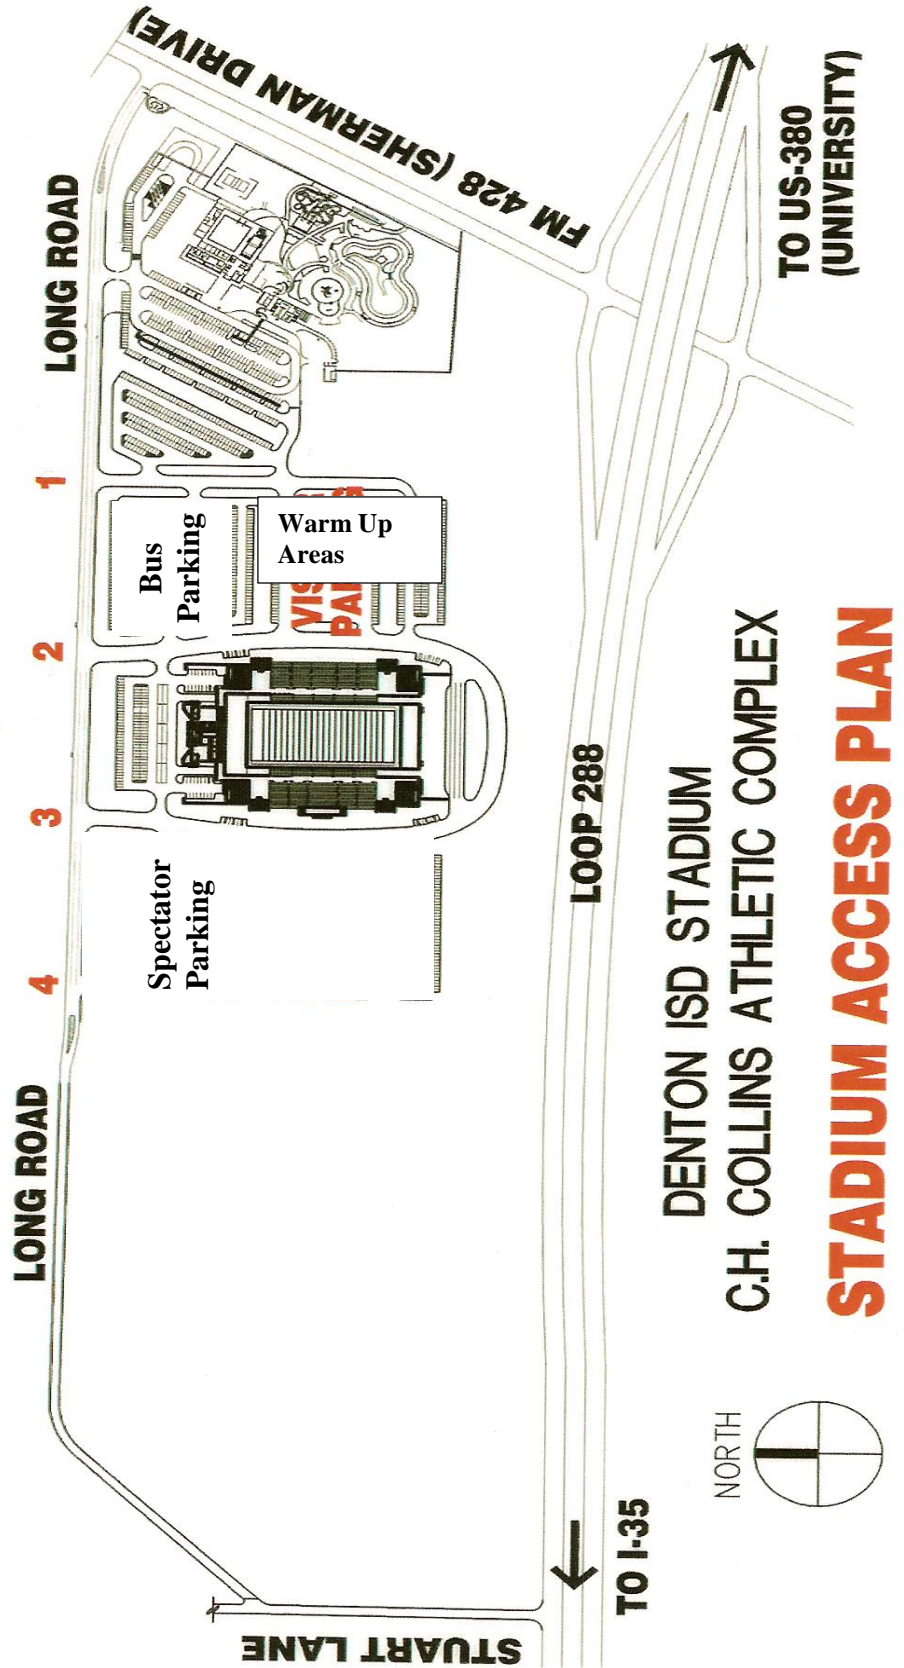 FM 428 (SHERMAN DRIVE)
LONG ROAD
TO US-380
(UNIVERSITY)
1
2
3
4
Bus
Parking
Warm Up
Areas
Spectator
Parking
LOOP 288
LONG ROAD
DENTON ISD STADIUM
C.H. COLLINS ATHLETIC COMPLEX
STADIUM ACCESS PLAN
NORTH
TO I-35
STUART LANE